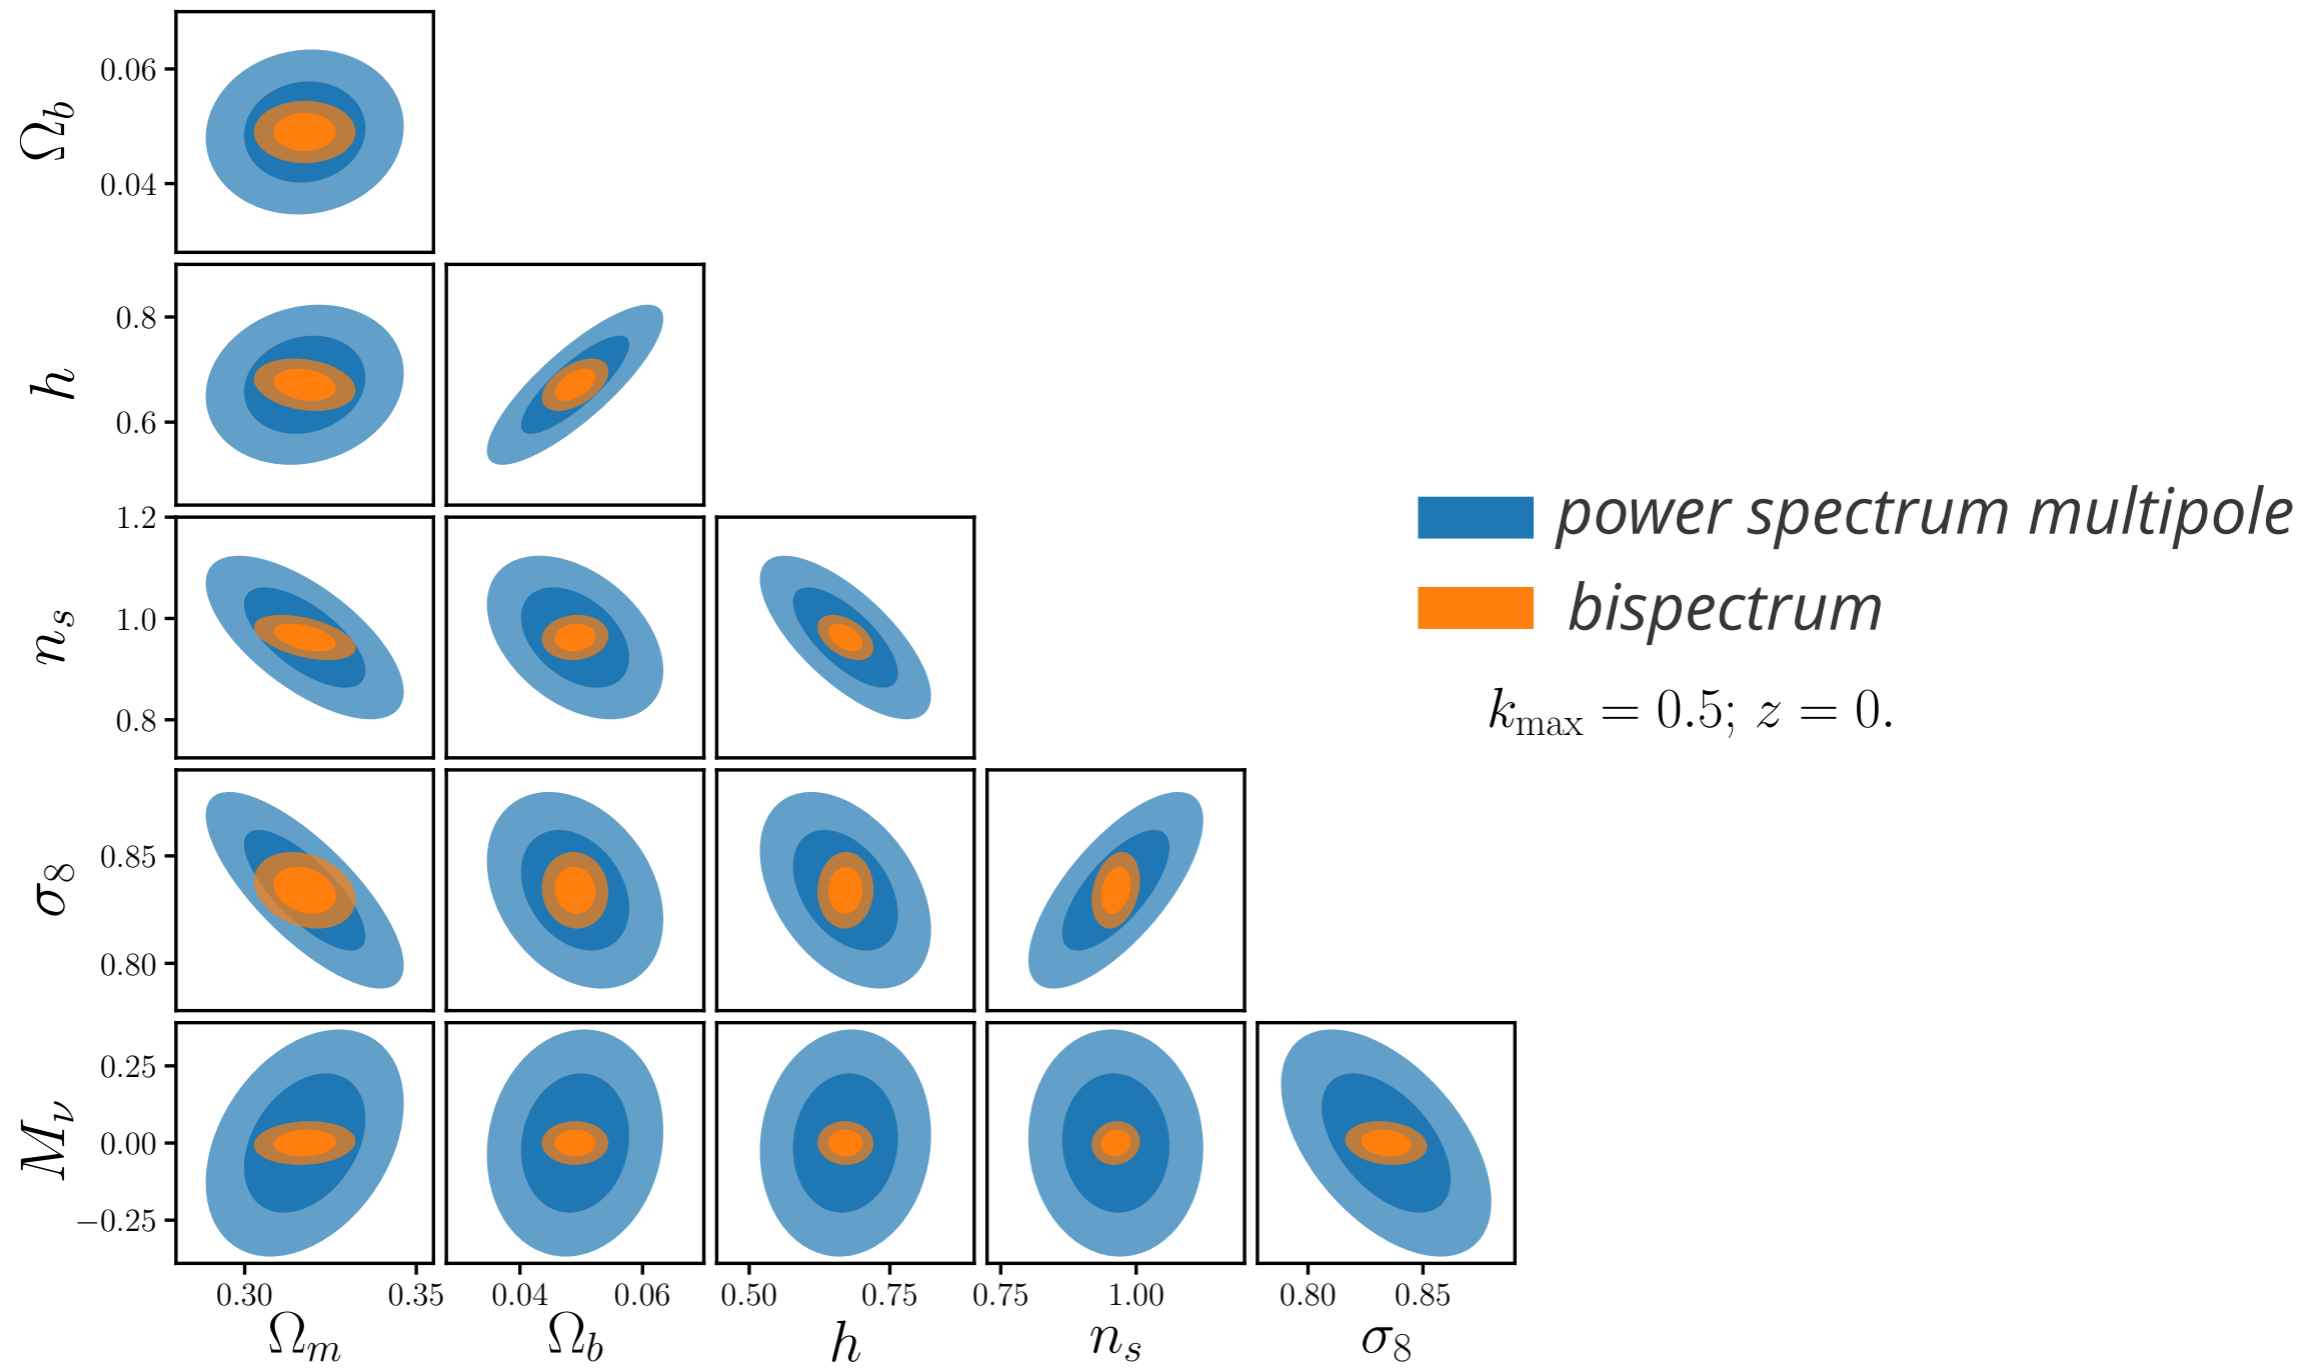 0.06
Ω_b
0.04
0.8
h
0.6
1.2
n_s
1.0
0.8
power spectrum multipole
bispectrum
k_max = 0.5; z = 0.
0.85
σ_8
0.80
0.25
M_ν
0.00
−0.25
0.30 0.35 0.04 0.06 0.50 0.75 0.75 1.00 0.80 0.85
Ω_m Ω_b h n_s σ_8